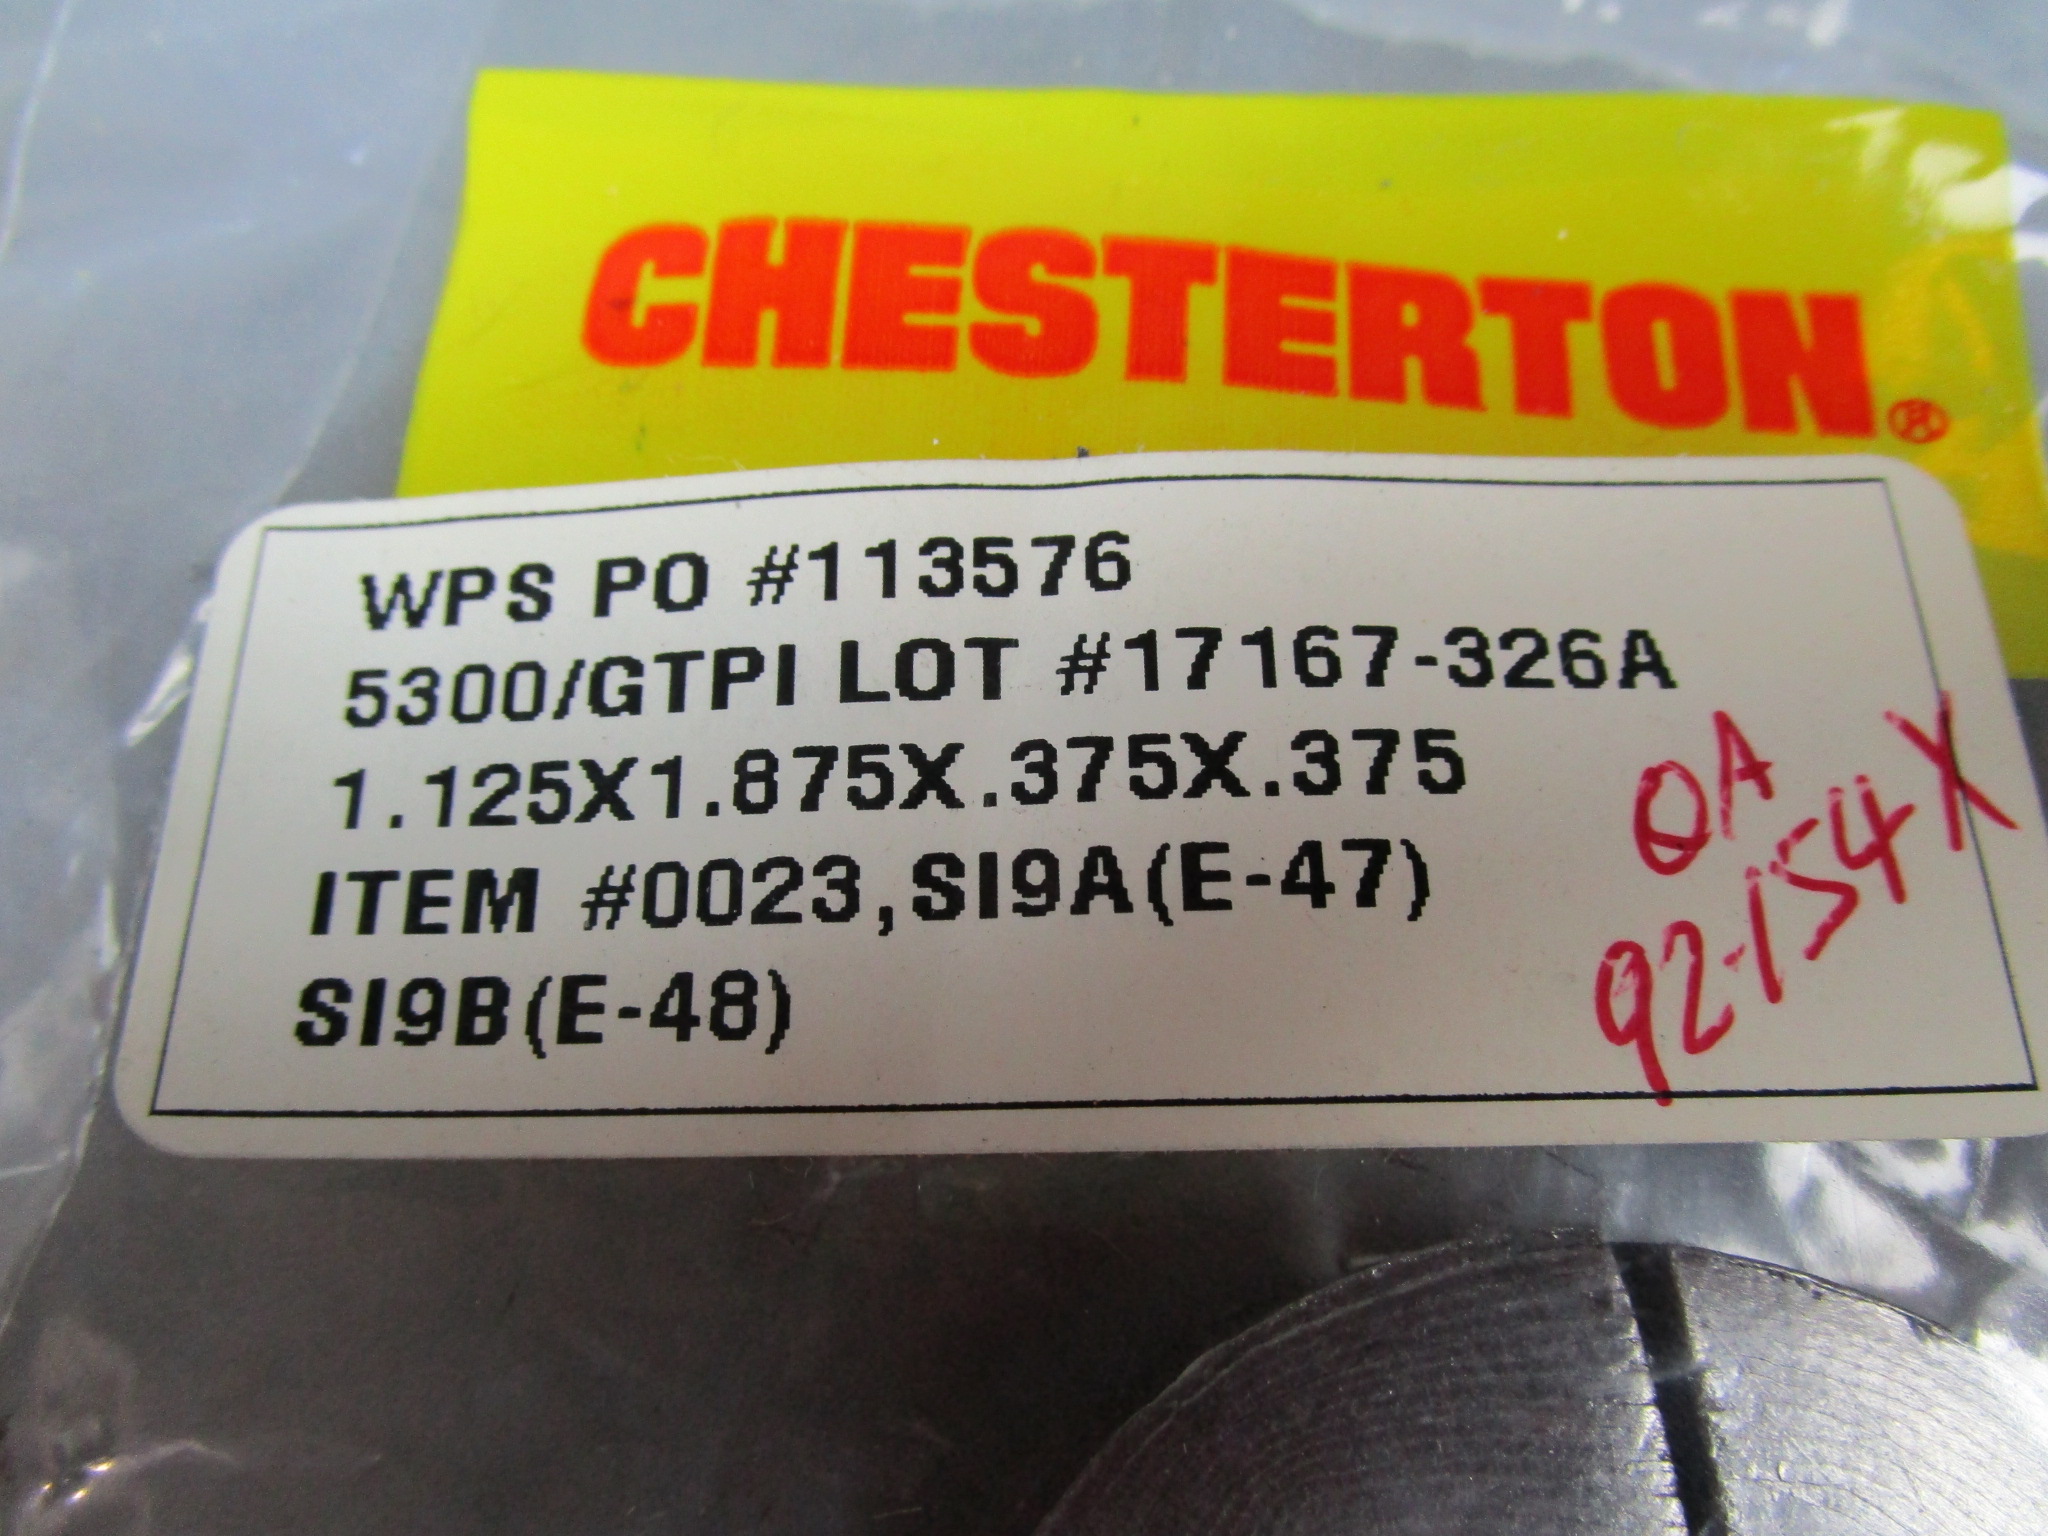 CHESTERTON®
WPS PO #113576
5300/GTPI LOT #17167-326A
1.125X1.875X.375X.375
ITEM #0023,SI9A(E-47)
SI9B(E-48)
QA
92-154X